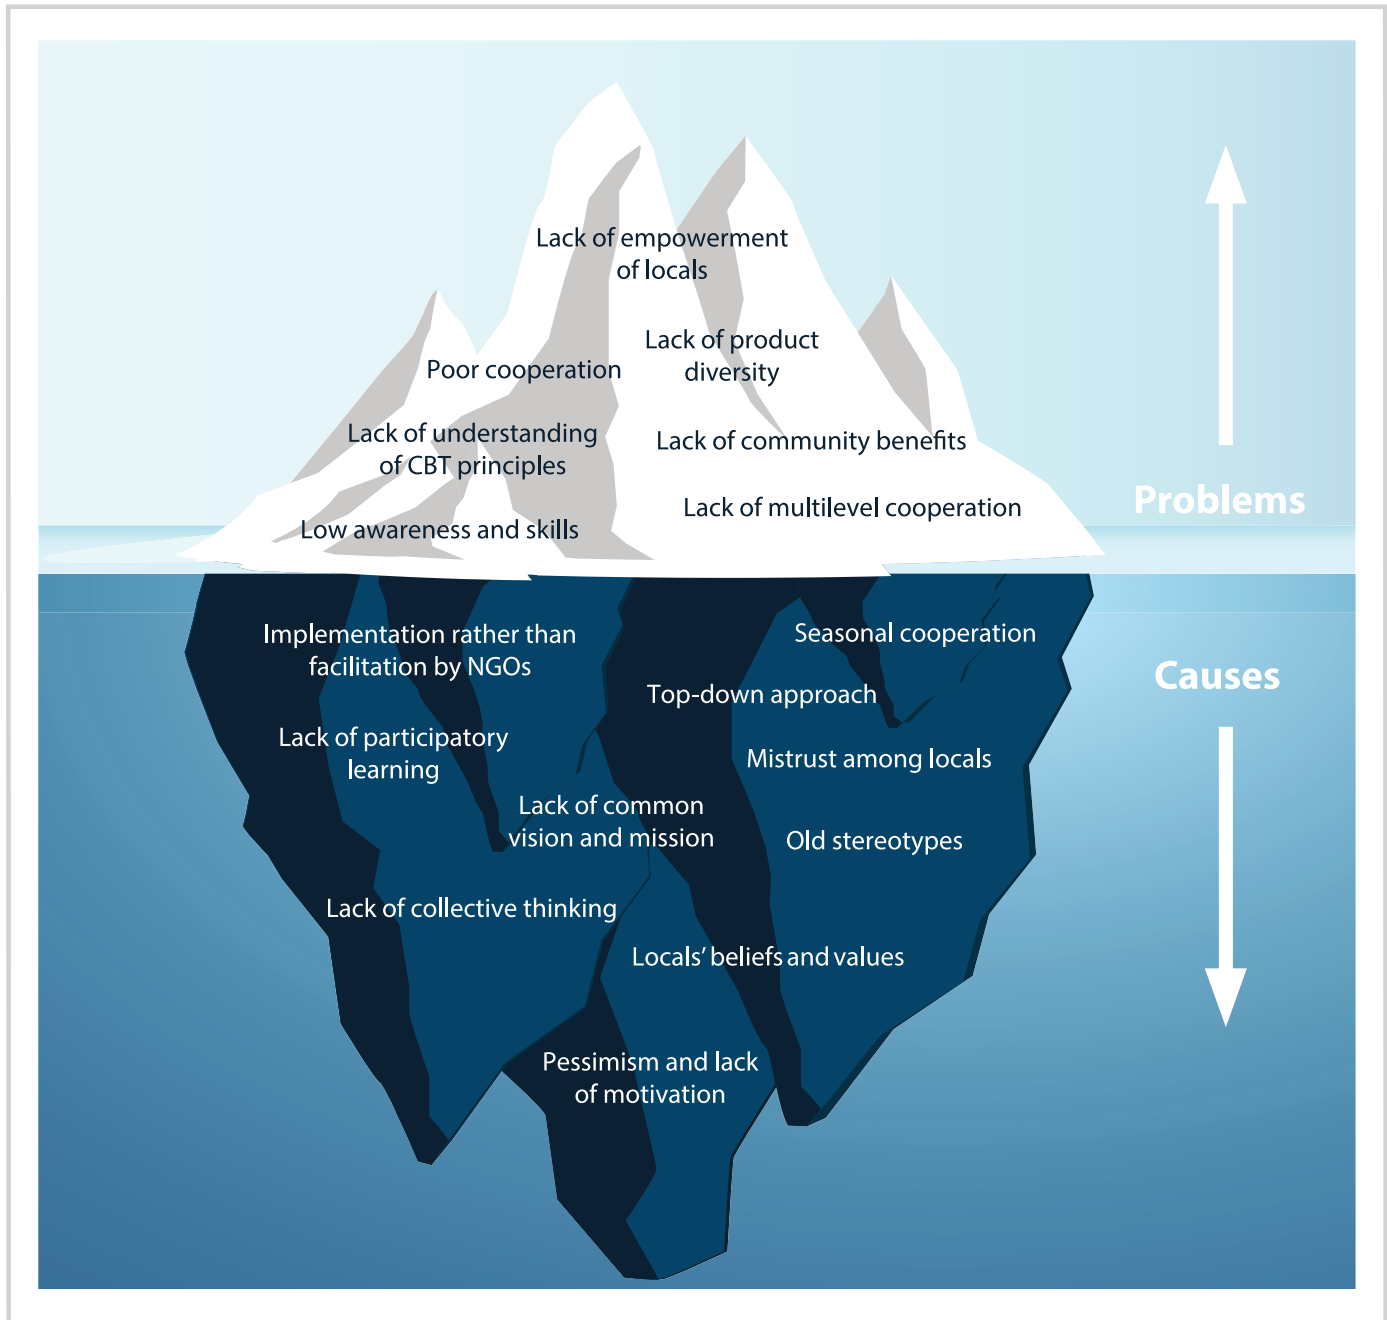 Lack of empowerment
of locals
Lack of product
diversity
Poor cooperation
Lack of understanding
of CBT principles
Lack of community benefits
Low awareness and skills
Lack of multilevel cooperation
Problems
Implementation rather than
facilitation by NGOs
Seasonal cooperation
Top-down approach
Causes
Lack of participatory
learning
Mistrust among locals
Lack of common
vision and mission
Old stereotypes
Lack of collective thinking
Locals’ beliefs and values
Pessimism and lack
of motivation